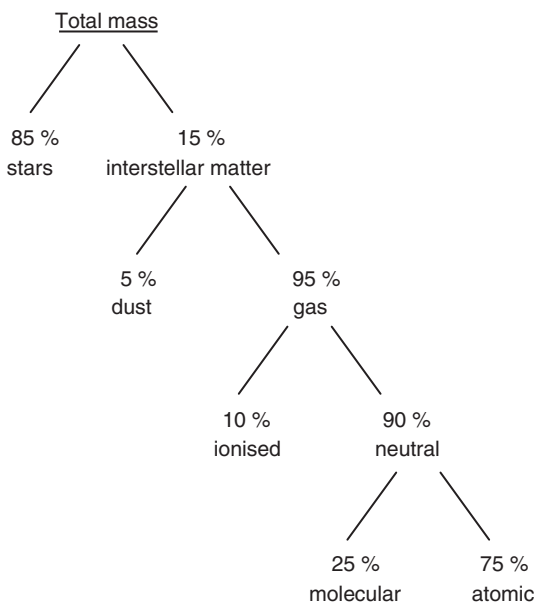 Total mass
85 %
15 %
stars
interstellar matter
5 %
95 %
dust
gas
10 %
90 %
ionised
neutral
25 %
75 %
molecular
atomic